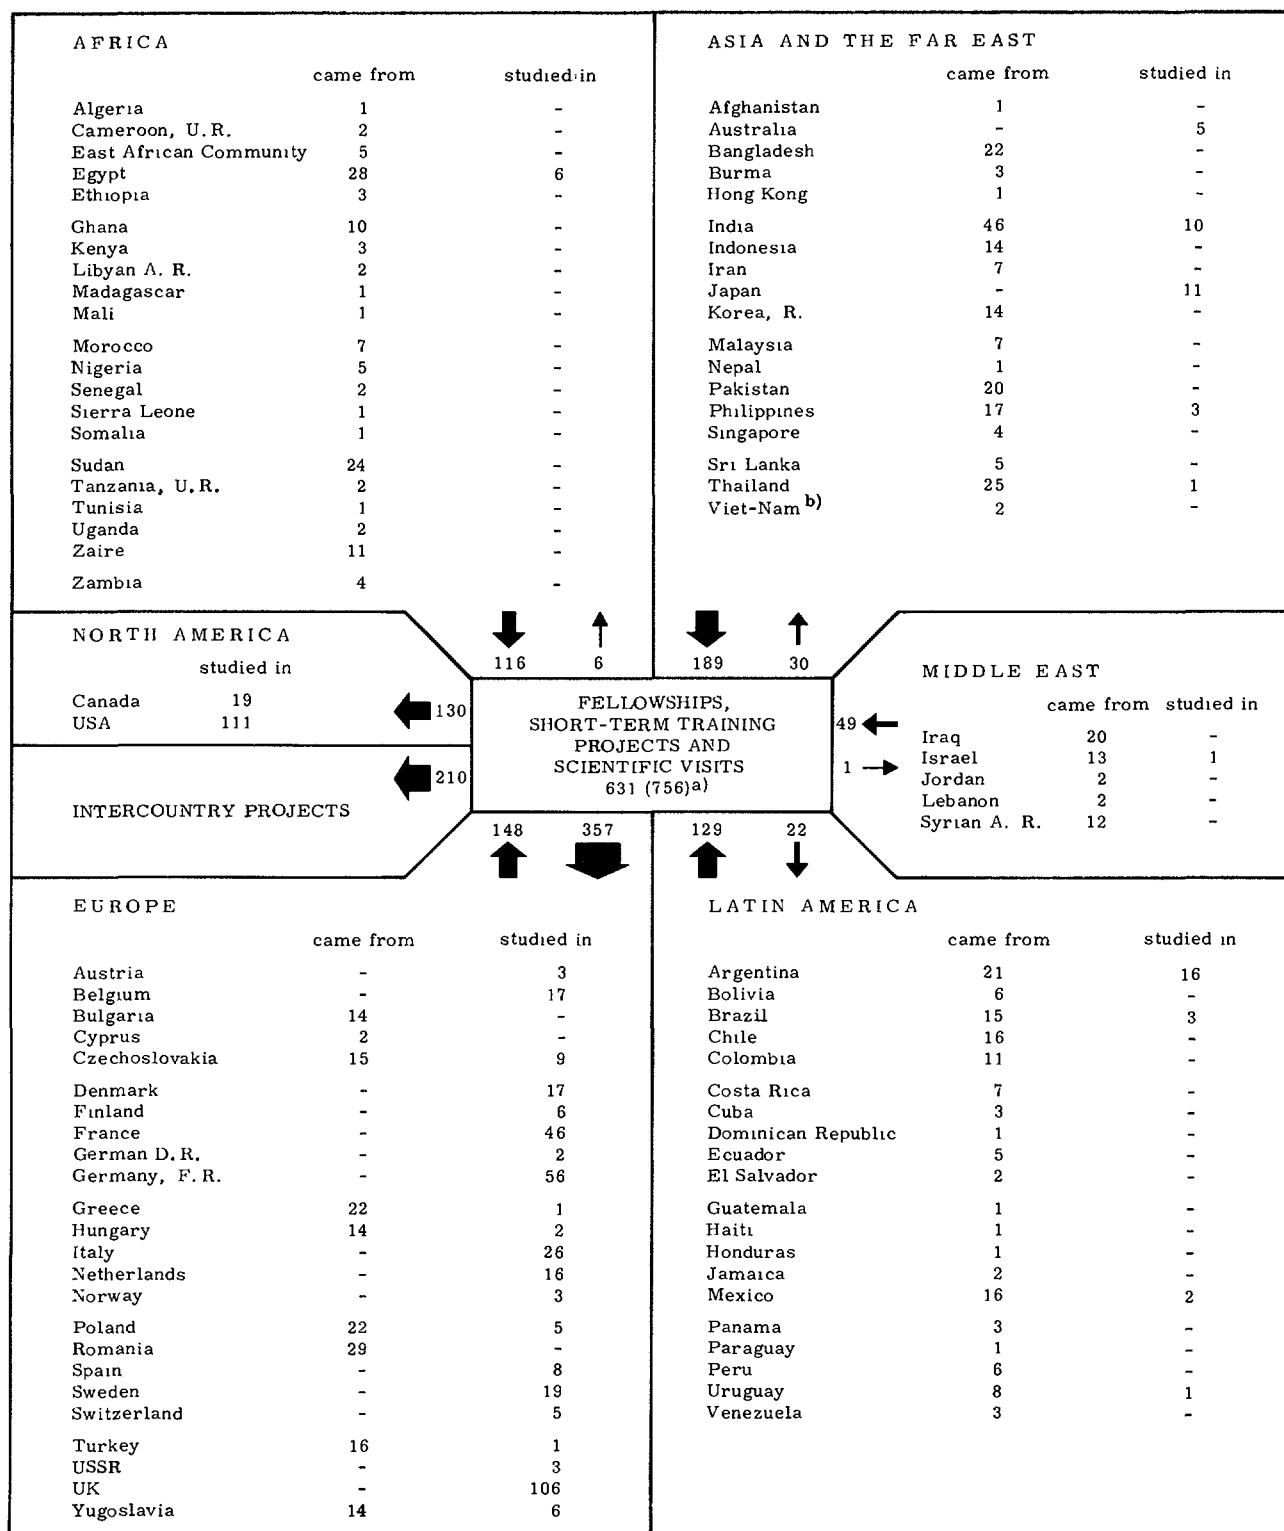 AFRICA
came from studied in
Algeria 1 -
Cameroon, U.R. 2 -
East African Community 5 -
Egypt 28 6
Ethiopia 3 -
Ghana 10 -
Kenya 3 -
Libyan A. R. 2 -
Madagascar 1 -
Mali 1 -
Morocco 7 -
Nigeria 5 -
Senegal 2 -
Sierra Leone 1 -
Somalia 1 -
Sudan 24 -
Tanzania, U.R. 2 -
Tunisia 1 -
Uganda 2 -
Zaire 11 -
Zambia 4 -
116 6
ASIA AND THE FAR EAST
came from studied in
Afghanistan 1 -
Australia - 5
Bangladesh 22 -
Burma 3 -
Hong Kong 1 -
India 46 10
Indonesia 14 -
Iran 7 -
Japan - 11
Korea, R. 14 -
Malaysia 7 -
Nepal 1 -
Pakistan 20 -
Philippines 17 3
Singapore 4 -
Sri Lanka 5 -
Thailand 25 1
Viet-Nam b) 2 -
189 30
NORTH AMERICA
studied in
Canada 19
USA 111
130
FELLOWSHIPS,
SHORT-TERM TRAINING
PROJECTS AND
SCIENTIFIC VISITS
631 (756)a)
MIDDLE EAST
came from studied in
Iraq 20 -
Israel 13 1
Jordan 2 -
Lebanon 2 -
Syrian A. R. 12 -
49
1
INTERCOUNTRY PROJECTS
210
148 357
EUROPE
came from studied in
Austria - 3
Belgium - 17
Bulgaria 14 -
Cyprus 2 -
Czechoslovakia 15 9
Denmark - 17
Finland - 6
France - 46
German D.R. - 2
Germany, F.R. - 56
Greece 22 1
Hungary 14 2
Italy - 26
Netherlands - 16
Norway - 3
Poland 22 5
Romania 29 -
Spain - 8
Sweden - 19
Switzerland - 5
Turkey 16 1
USSR - 3
UK - 106
Yugoslavia 14 6
129 22
LATIN AMERICA
came from studied in
Argentina 21 16
Bolivia 6 -
Brazil 15 3
Chile 16 -
Colombia 11 -
Costa Rica 7 -
Cuba 3 -
Dominican Republic 1 -
Ecuador 5 -
El Salvador 2 -
Guatemala 1 -
Haiti 1 -
Honduras 1 -
Jamaica 2 -
Mexico 16 2
Panama 3 -
Paraguay 1 -
Peru 6 -
Uruguay 8 1
Venezuela 3 -